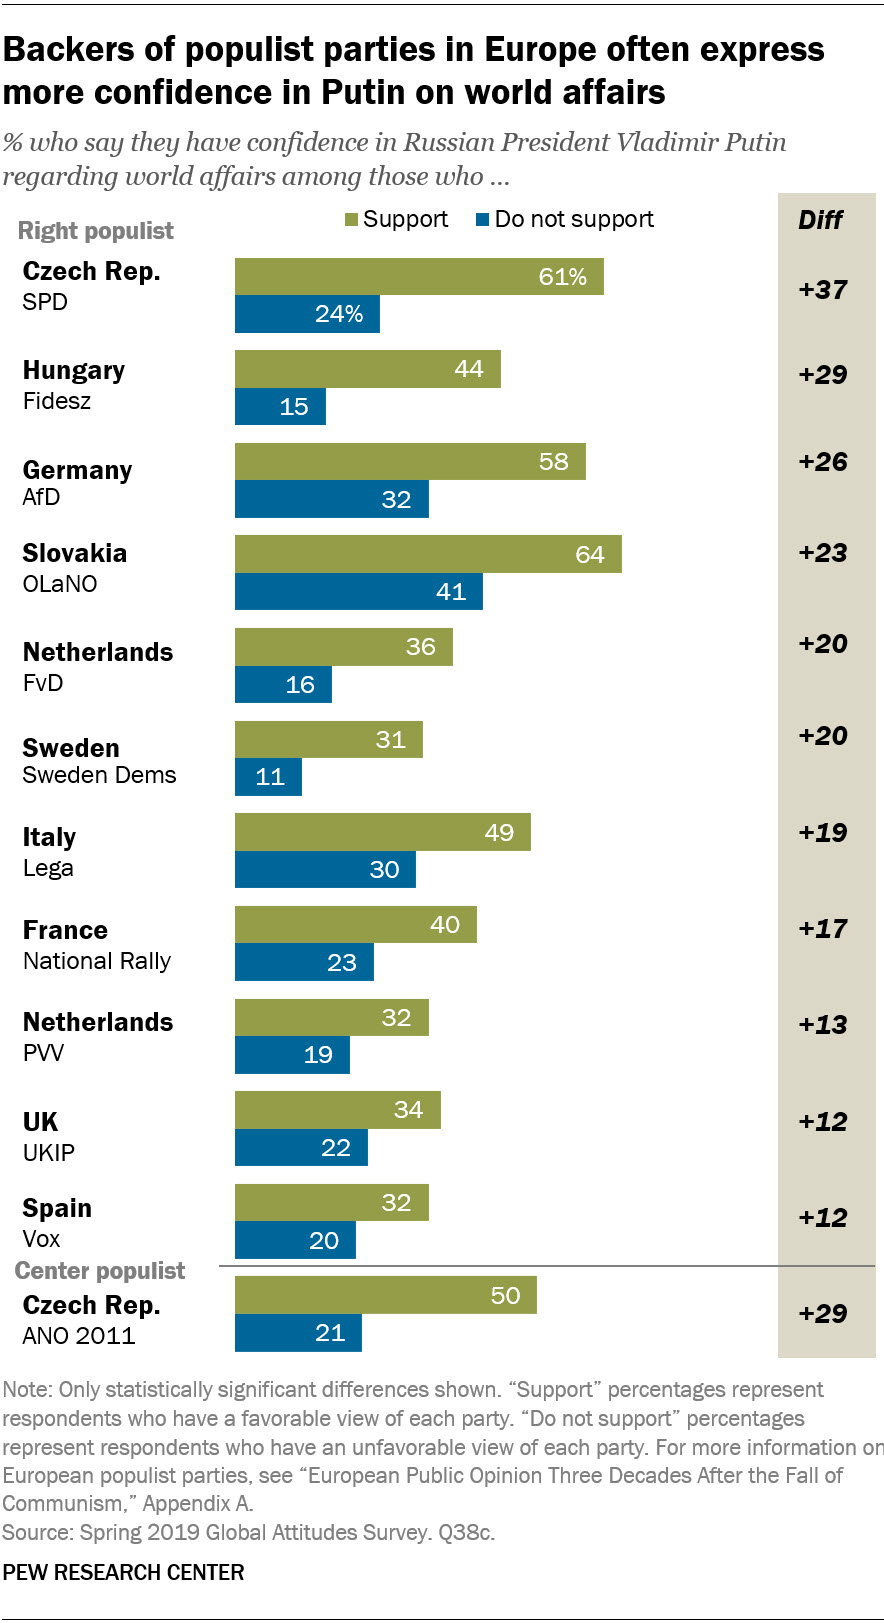 Backers of populist parties in Europe often express
more confidence in Putin on world affairs
% who say they have confidence in Russian President Vladimir Putin
regarding world affairs among those who ...
Support Do not support Diff
Right populist
Czech Rep.
SPD
61%
24%
+37
Hungary
Fidesz
44
15
+29
Germany
AfD
58
32
+26
Slovakia
OLaNO
64
41
+23
Netherlands
FvD
36
16
+20
Sweden
Sweden Dems
31
11
+20
Italy
Lega
49
30
+19
France
National Rally
40
23
+17
Netherlands
PVV
32
19
+13
UK
UKIP
34
22
+12
Spain
Vox
32
20
+12
Center populist
Czech Rep.
ANO 2011
50
21
+29
Note: Only statistically significant differences shown. “Support” percentages represent
respondents who have a favorable view of each party. “Do not support” percentages
represent respondents who have an unfavorable view of each party. For more information on
European populist parties, see “European Public Opinion Three Decades After the Fall of
Communism,” Appendix A.
Source: Spring 2019 Global Attitudes Survey. Q38c.
PEW RESEARCH CENTER